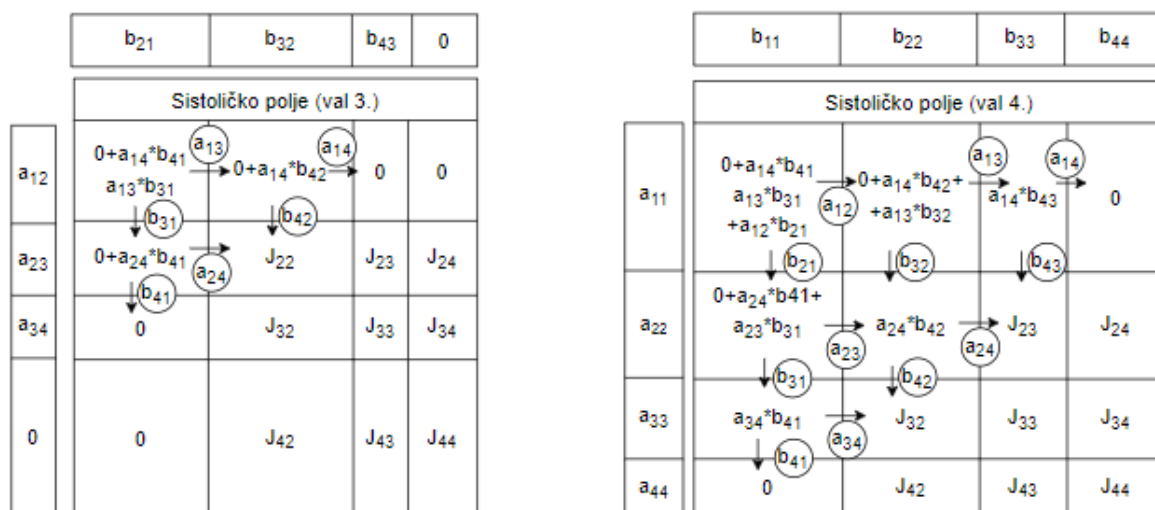 b21 b32 b43 0
Sistoličko polje (val 3.)
a12 0+a14*b41 a13 0+a14*b42 a14 0 0
a13*b31
b31 b42
a23 0+a24*b41 a24 J22 J23 J24
b41
a34 0 J32 J33 J34
0 0 J42 J43 J44
b11 b22 b33 b44
Sistoličko polje (val 4.)
a13 a14
a11 0+a14*b41 0+a14*b42+ a14*b43 0
a13*b31 a12 +a13*b32
+a12*b21
b21 b32 b43
0+a24*b41+
a22 a23*b31 a23 a24*b42 a24 J23 J24
b31 b42
a33 a34*b41 a34 J32 J33 J34
b41
a44 0 J42 J43 J44